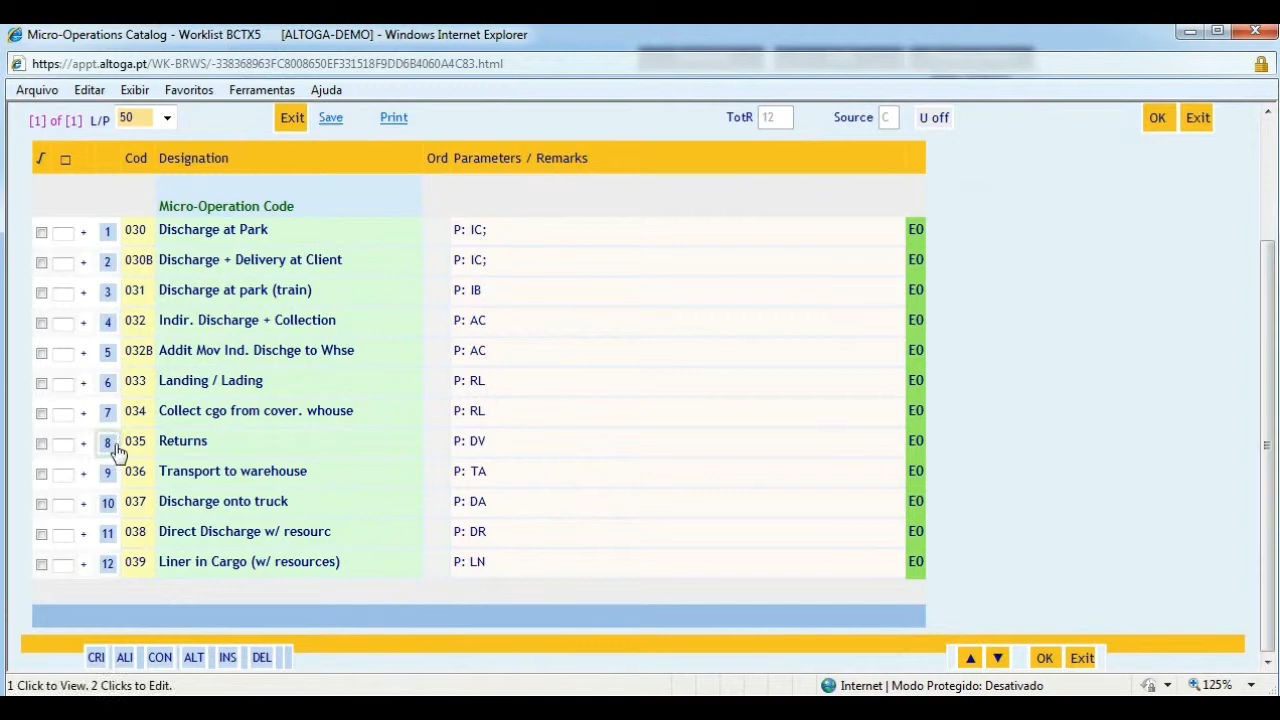 Micro-Operations Catalog - Worklist BCTX5 [ALTOGA-DEMO] - Windows Internet Explorer
https://appt.altoga.pt/WK-BRWS/-338368963FC8008650EF331518F9DD6B4060A4C83.html
Arquivo Editar Exibir Favoritos Ferramentas Ajuda
[1] of [1] L/P 50 Exit Save Print TotR 12 Source C U off OK Exit
Cod Designation Ord Parameters / Remarks
Micro-Operation Code
+ 1 030 Discharge at Park P: IC; E0
+ 2 030B Discharge + Delivery at Client P: IC; E0
+ 3 031 Discharge at park (train) P: IB E0
+ 4 032 Indir. Discharge + Collection P: AC E0
+ 5 032B Addit Mov Ind. Dischge to Whse P: AC E0
+ 6 033 Landing / Lading P: RL E0
+ 7 034 Collect cgo from cover. whouse P: RL E0
+ 8 035 Returns P: DV E0
+ 9 036 Transport to warehouse P: TA E0
+ 10 037 Discharge onto truck P: DA E0
+ 11 038 Direct Discharge w/ resourc P: DR E0
+ 12 039 Liner in Cargo (w/ resources) P: LN E0
CRI ALI CON ALT INS DEL OK Exit
1 Click to View. 2 Clicks to Edit. Internet | Modo Protegido: Desativado 125%